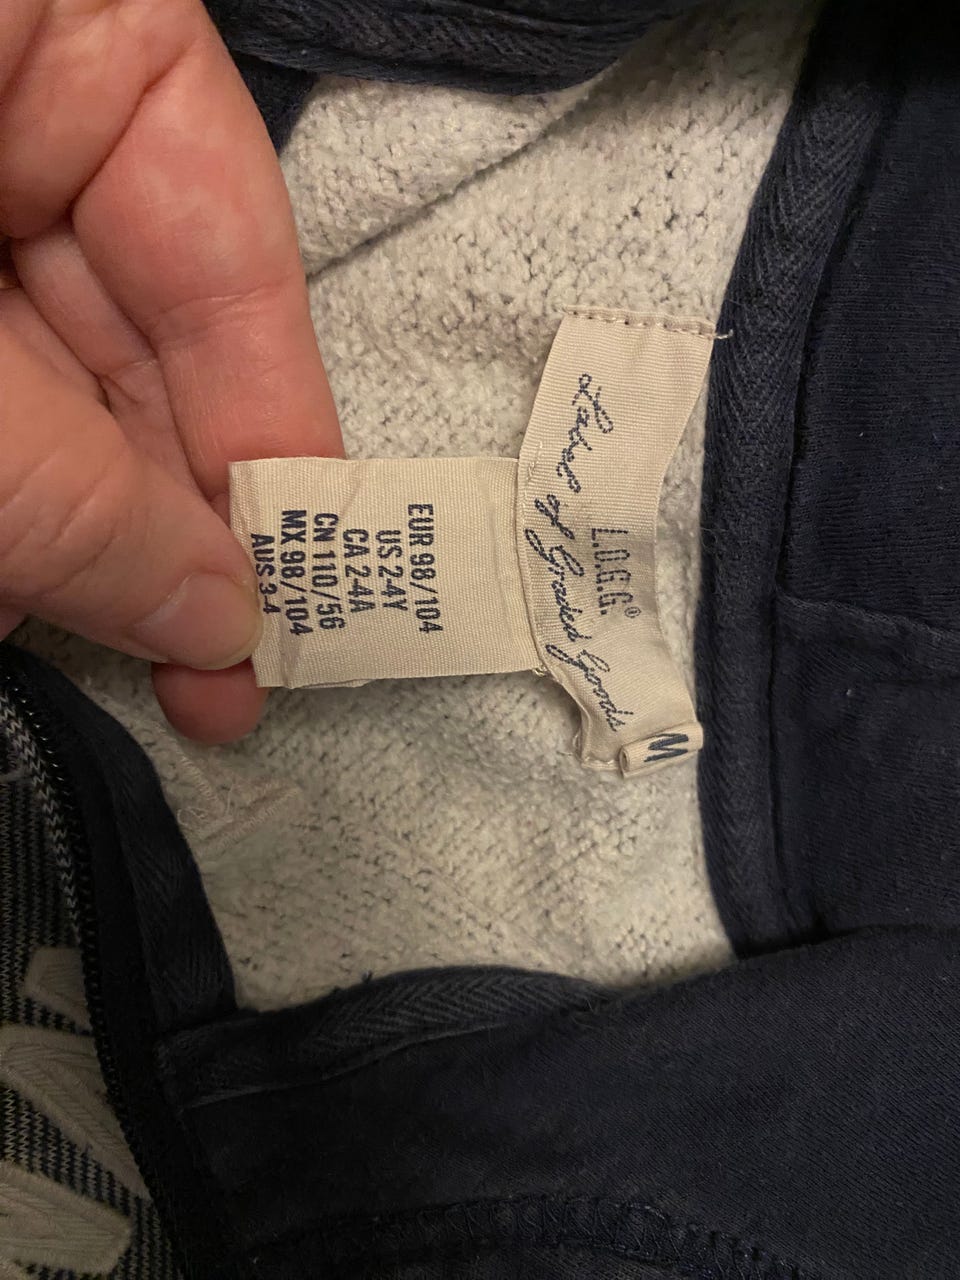 Label of Graded Goods
L.O.G.G.®
M
EUR 98/104
US 2-4Y
CA 2-4A
CN 110/56
MX 98/104
AUS 3-4